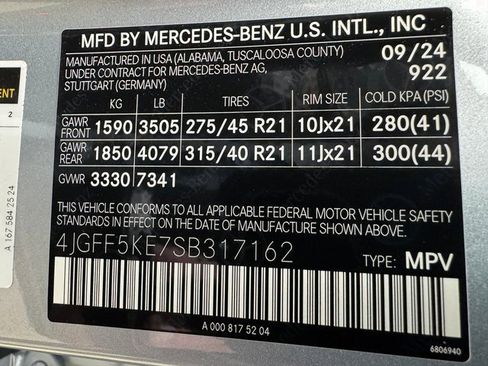 MFD BY MERCEDES-BENZ U.S. INTL., INC
MANUFACTURED IN USA (ALABAMA, TUSCALOOSA COUNTY) 09/24
UNDER CONTRACT FOR MERCEDES-BENZ AG, 922
STUTTGART (GERMANY)
KG LB TIRES RIM SIZE COLD KPA(PSI)
GAWR FRONT 1590 3505 275/45 R21 10Jx21 280(41)
GAWR REAR 1850 4079 315/40 R21 11Jx21 300(44)
GVWR 3330 7341
THIS VEHICLE CONFORMS TO ALL APPLICABLE FEDERAL MOTOR VEHICLE SAFETY
STANDARDS IN EFFECT ON THE DATE OF MANUFACTURE SHOWN ABOVE.
4JGFF5KE7SB317162
TYPE: MPV
A 000 817 52 04
6806940
2
A 167 584 25 24